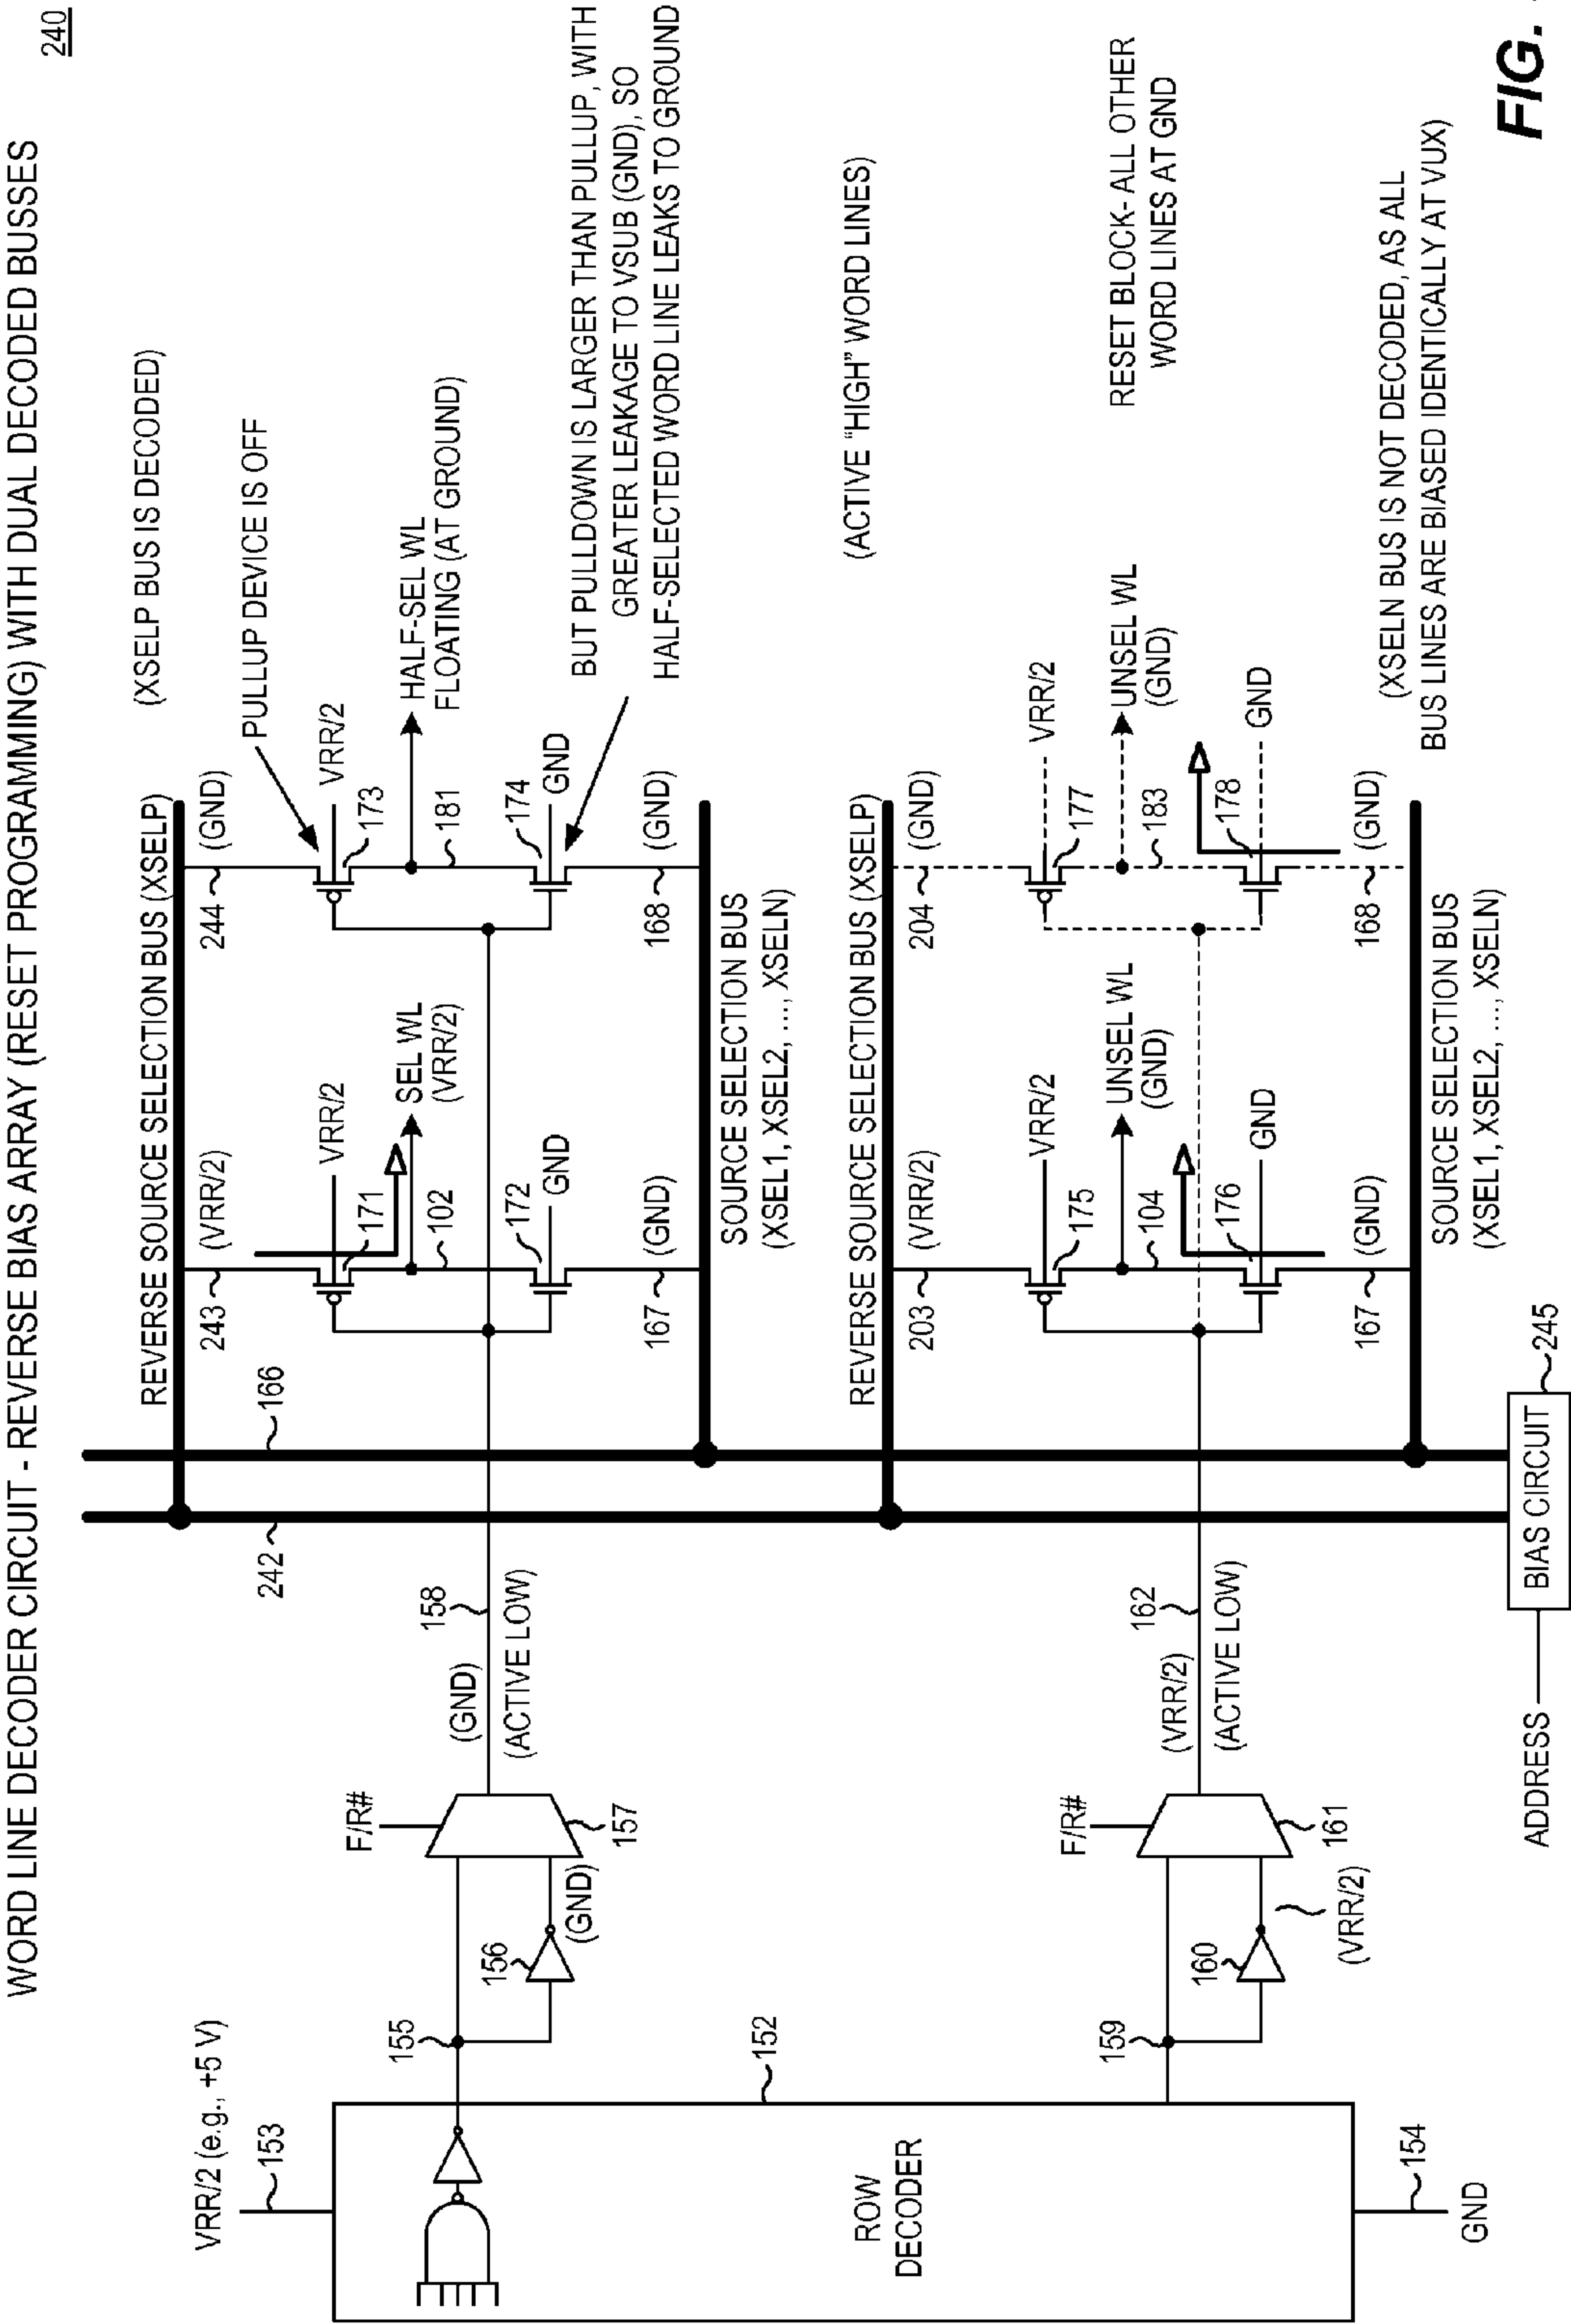 WORD LINE DECODER CIRCUIT - REVERSE BIAS ARRAY (RESET PROGRAMMING) WITH DUAL DECODED BUSSES
240
VRR/2 (e.g., +5 V)
153
ROW
DECODER
152
154
GND
155
156
(GND)
F/R#
157
(GND)
158
(ACTIVE LOW)
159
160
(VRR/2)
F/R#
161
(VRR/2)
162
(ACTIVE LOW)
242
166
ADDRESS
BIAS CIRCUIT
245
REVERSE SOURCE SELECTION BUS (XSELP)
(XSELP BUS IS DECODED)
243
(VRR/2)
VRR/2
171
SEL WL
(VRR/2)
102
172
GND
167
(GND)
244
(GND)
PULLUP DEVICE IS OFF
VRR/2
173
HALF-SEL WL
FLOATING (AT GROUND)
181
174
GND
168
(GND)
BUT PULLDOWN IS LARGER THAN PULLUP, WITH
GREATER LEAKAGE TO VSUB (GND), SO
HALF-SELECTED WORD LINE LEAKS TO GROUND
SOURCE SELECTION BUS
(XSEL1, XSEL2, ..., XSELN)
REVERSE SOURCE SELECTION BUS (XSELP)
(ACTIVE "HIGH" WORD LINES)
203
(VRR/2)
VRR/2
175
UNSEL WL
(GND)
104
176
GND
167
(GND)
204
(GND)
VRR/2
177
UNSEL WL
(GND)
183
178
GND
168
(GND)
RESET BLOCK- ALL OTHER
WORD LINES AT GND
SOURCE SELECTION BUS
(XSEL1, XSEL2, ..., XSELN)
(XSELN BUS IS NOT DECODED, AS ALL
BUS LINES ARE BIASED IDENTICALLY AT VUX)
FIG.